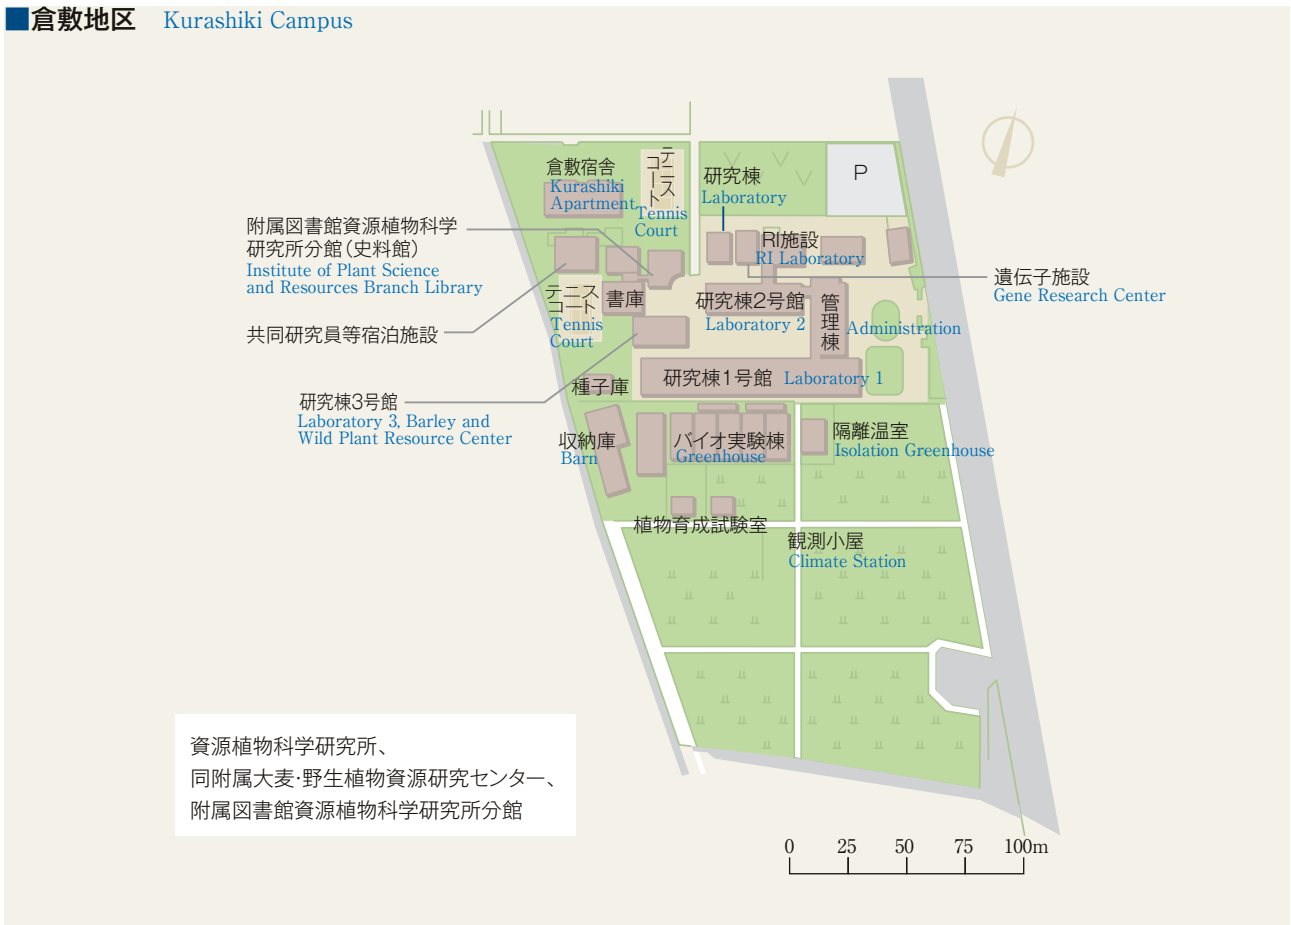 ■倉敷地区 Kurashiki Campus
倉敷宿舎
Kurashiki
Apartment
テニス
コート
Tennis
Court
研究棟
Laboratory
P
附属図書館資源植物科学
研究所分館（史料館）
Institute of Plant Science
and Resources Branch Library
RI施設
RI Laboratory
遺伝子施設
Gene Research Center
テニス
コート
Tennis
Court
書庫
研究棟2号館
Laboratory 2
管理棟
Administration
共同研究員等宿泊施設
研究棟1号館 Laboratory 1
種子庫
研究棟3号館
Laboratory 3, Barley and
Wild Plant Resource Center
収納庫
Barn
バイオ実験棟
Greenhouse
隔離温室
Isolation Greenhouse
植物育成試験室
観測小屋
Climate Station
資源植物科学研究所、
同附属大麦・野生植物資源研究センター、
附属図書館資源植物科学研究所分館
0 25 50 75 100m